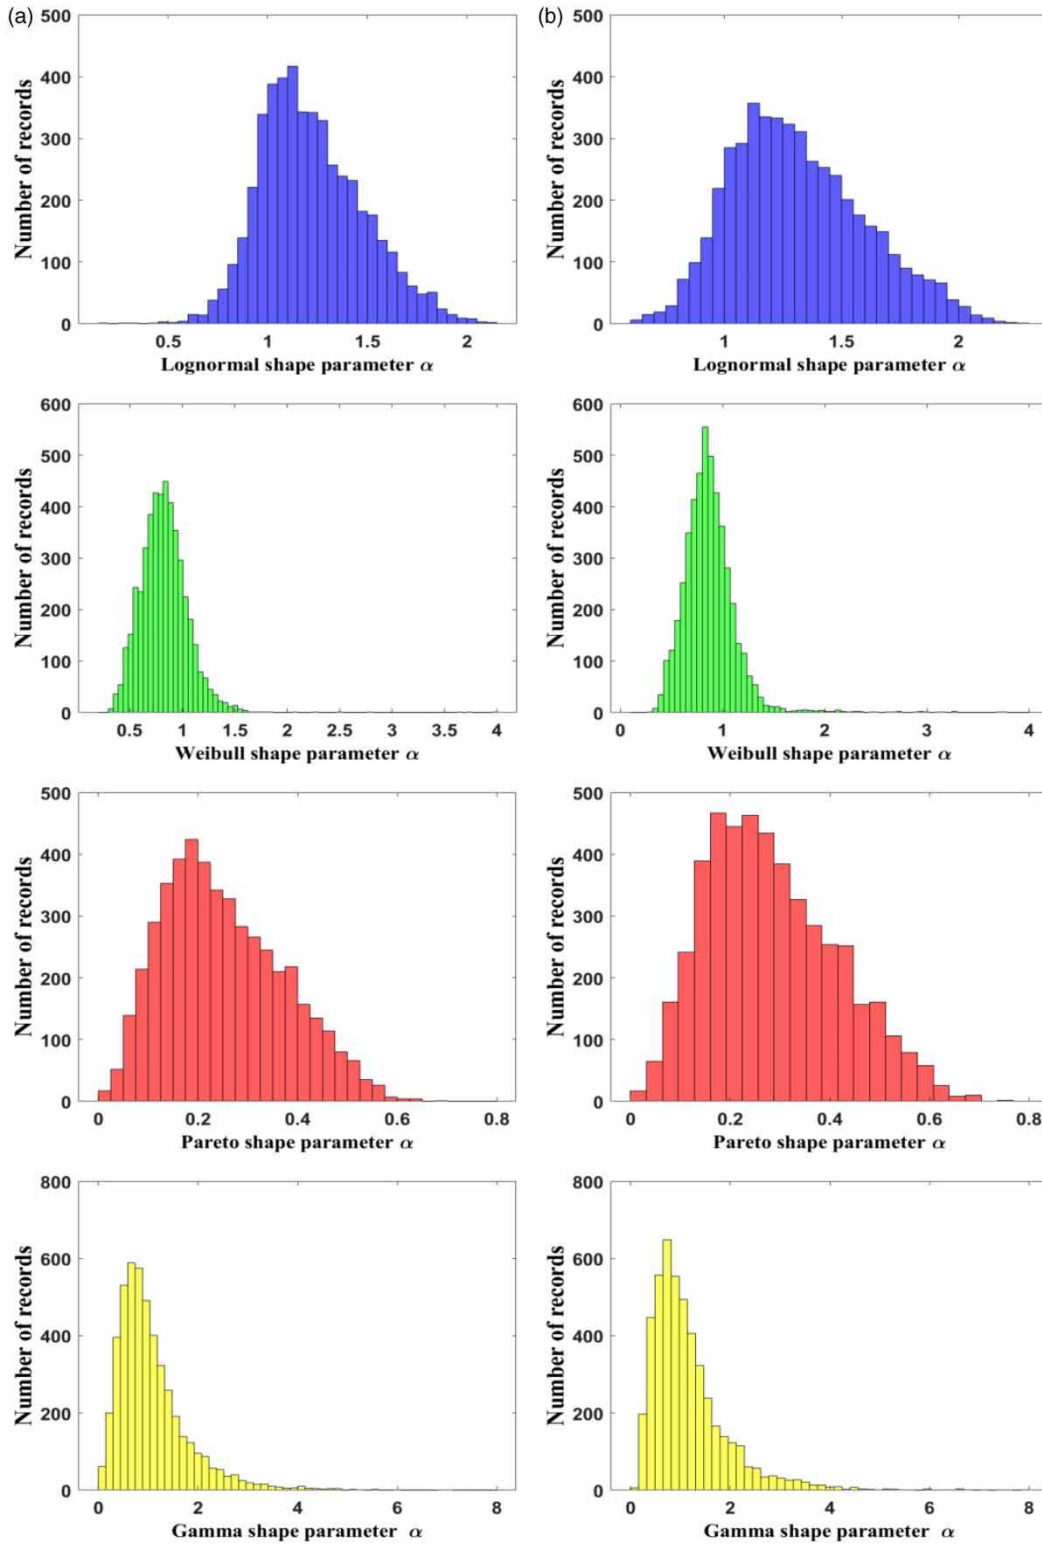 (a)
500
400
300
200
100
0
Number of records
0.5 1 1.5 2
Lognormal shape parameter α
(b)
500
400
300
200
100
0
Number of records
1 1.5 2
Lognormal shape parameter α
600
500
400
300
200
100
0
Number of records
0.5 1 1.5 2 2.5 3 3.5 4
Weibull shape parameter α
600
500
400
300
200
100
0
Number of records
0 1 2 3 4
Weibull shape parameter α
500
400
300
200
100
0
Number of records
0 0.2 0.4 0.6 0.8
Pareto shape parameter α
500
400
300
200
100
0
Number of records
0 0.2 0.4 0.6 0.8
Pareto shape parameter α
800
600
400
200
0
Number of records
0 2 4 6 8
Gamma shape parameter α
800
600
400
200
0
Number of records
0 2 4 6 8
Gamma shape parameter α